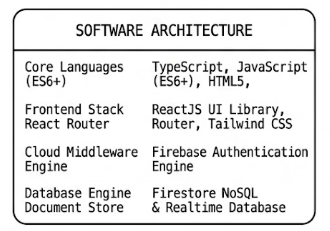 SOFTWARE ARCHITECTURE
Core Languages TypeScript, JavaScript
(ES6+) (ES6+), HTML5,
Frontend Stack ReactJS UI Library,
React Router Router, Tailwind CSS
Cloud Middleware Firebase Authentication
Engine Engine
Database Engine Firestore NoSQL
Document Store & Realtime Database